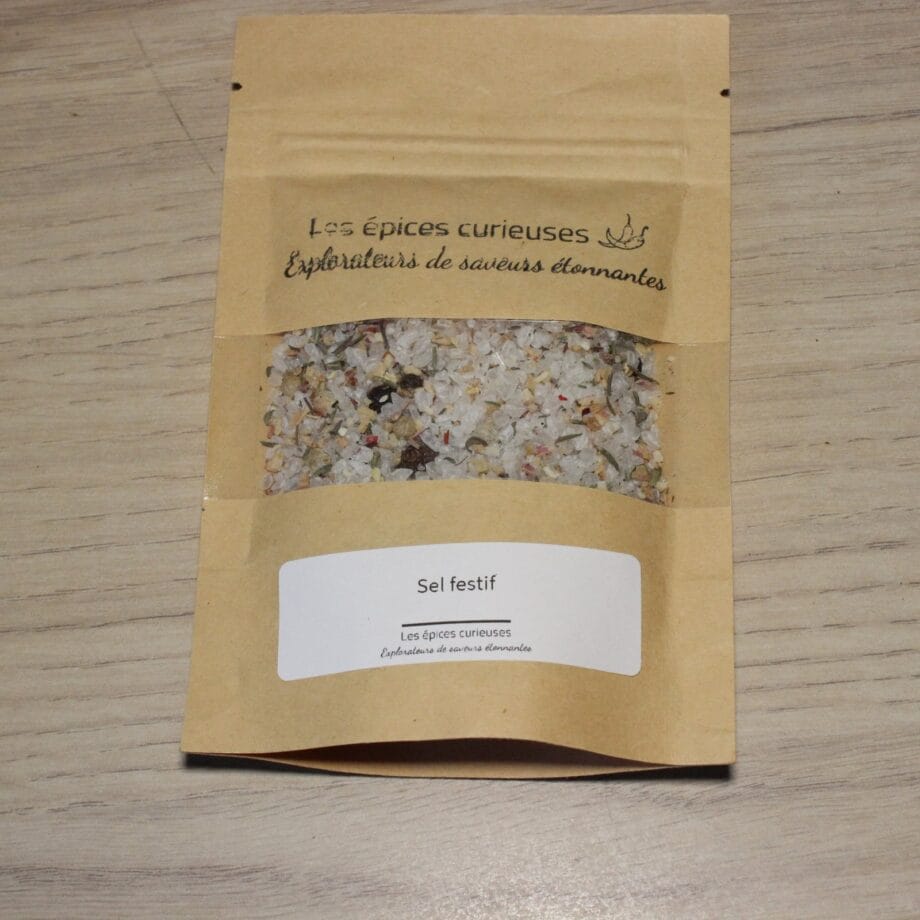 Les épices curieuses
Explorateurs de saveurs étonnantes
Sel festif
Les épices curieuses
Explorateurs de saveurs étonnantes